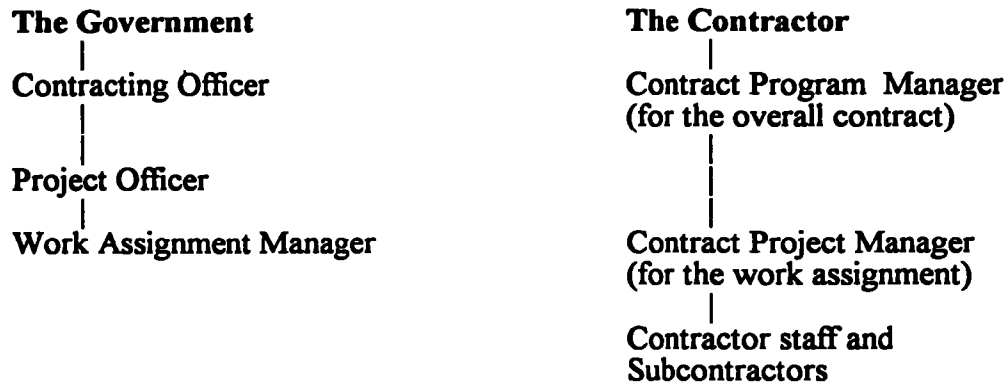 The Government
Contracting Officer
Project Officer
Work Assignment Manager
The Contractor
Contract Program Manager
(for the overall contract)
Contract Project Manager
(for the work assignment)
Contractor staff and
Subcontractors